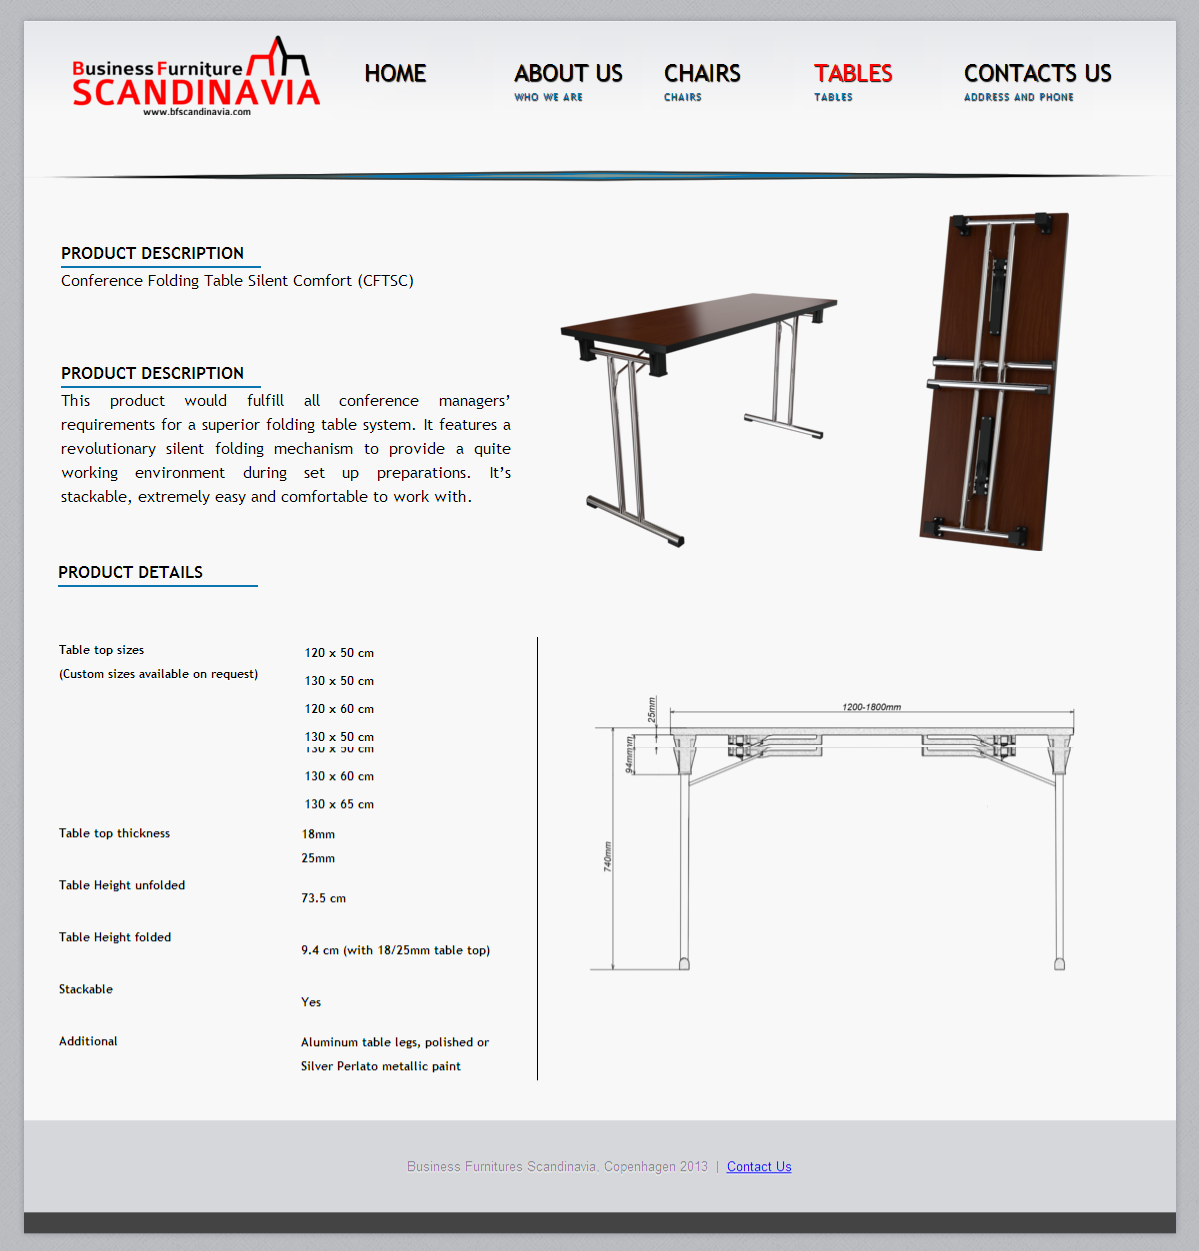 Business Furniture
SCANDINAVIA
www.bfscandinavia.com
HOME
ABOUT US
WHO WE ARE
CHAIRS
CHAIRS
TABLES
TABLES
CONTACTS US
ADDRESS AND PHONE
PRODUCT DESCRIPTION
Conference Folding Table Silent Comfort (CFTSC)
PRODUCT DESCRIPTION
This product would fulfill all conference managers’
requirements for a superior folding table system. It features a
revolutionary silent folding mechanism to provide a quite
working environment during set up preparations. It’s
stackable, extremely easy and comfortable to work with.
PRODUCT DETAILS
Table top sizes
(Custom sizes available on request)
120 x 50 cm
130 x 50 cm
120 x 60 cm
130 x 50 cm
130 x 50 cm
130 x 60 cm
130 x 65 cm
Table top thickness
18mm
25mm
Table Height unfolded
73.5 cm
Table Height folded
9.4 cm (with 18/25mm table top)
Stackable
Yes
Additional
Aluminum table legs, polished or
Silver Perlato metallic paint
25mm
1200-1800mm
94mm
740mm
Business Furnitures Scandinavia, Copenhagen 2013 | Contact Us